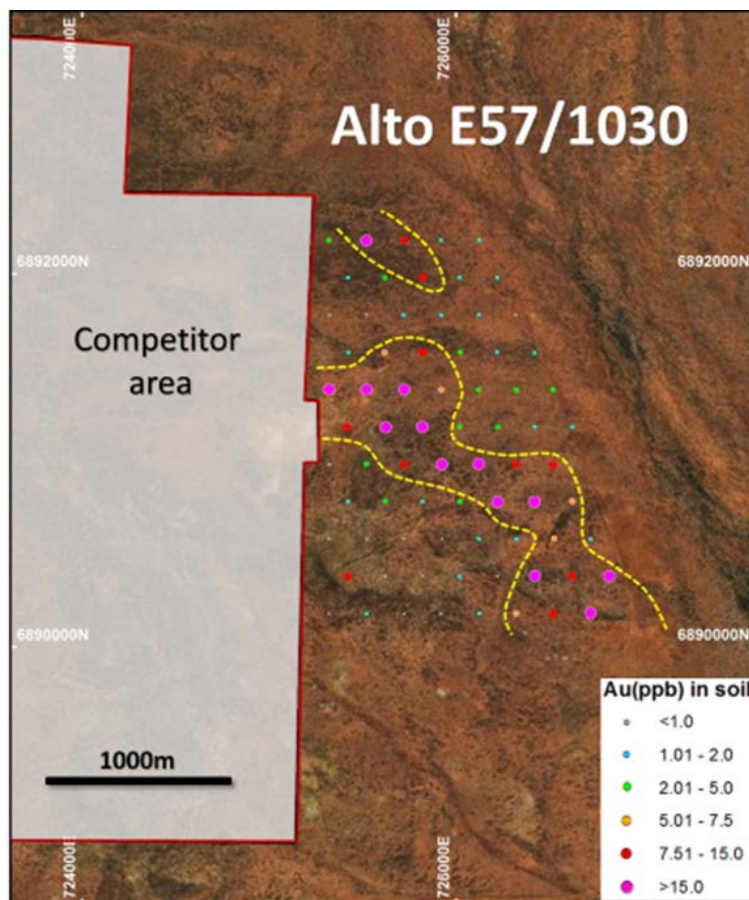 724000E
726000E
Alto E57/1030
6892000N
6892000N
Competitor
area
6890000N
6890000N
1000m
Au(ppb) in soil
<1.0
1.01 - 2.0
2.01 - 5.0
5.01 - 7.5
7.51 - 15.0
>15.0
724000E
726000E